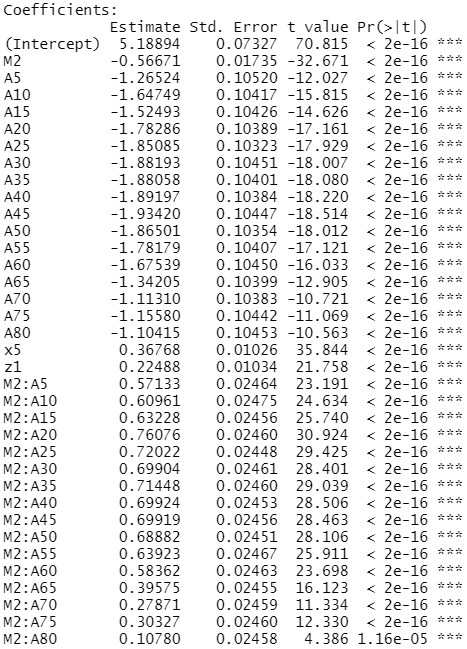 Coefficients:
Estimate Std. Error t value Pr(>|t|)
(Intercept) 5.18894 0.07327 70.815 < 2e-16 ***
M2 -0.56671 0.01735 -32.671 < 2e-16 ***
A5 -1.26524 0.10520 -12.027 < 2e-16 ***
A10 -1.64749 0.10417 -15.815 < 2e-16 ***
A15 -1.52493 0.10426 -14.626 < 2e-16 ***
A20 -1.78286 0.10389 -17.161 < 2e-16 ***
A25 -1.85085 0.10323 -17.929 < 2e-16 ***
A30 -1.88193 0.10451 -18.007 < 2e-16 ***
A35 -1.88058 0.10401 -18.080 < 2e-16 ***
A40 -1.89197 0.10384 -18.220 < 2e-16 ***
A45 -1.93420 0.10447 -18.514 < 2e-16 ***
A50 -1.86501 0.10354 -18.012 < 2e-16 ***
A55 -1.78179 0.10407 -17.121 < 2e-16 ***
A60 -1.67539 0.10450 -16.033 < 2e-16 ***
A65 -1.34205 0.10399 -12.905 < 2e-16 ***
A70 -1.11310 0.10383 -10.721 < 2e-16 ***
A75 -1.15580 0.10442 -11.069 < 2e-16 ***
A80 -1.10415 0.10453 -10.563 < 2e-16 ***
x5 0.36768 0.01026 35.844 < 2e-16 ***
z1 0.22488 0.01034 21.758 < 2e-16 ***
M2:A5 0.57133 0.02464 23.191 < 2e-16 ***
M2:A10 0.60961 0.02475 24.634 < 2e-16 ***
M2:A15 0.63228 0.02456 25.740 < 2e-16 ***
M2:A20 0.76076 0.02460 30.924 < 2e-16 ***
M2:A25 0.72022 0.02448 29.425 < 2e-16 ***
M2:A30 0.69904 0.02461 28.401 < 2e-16 ***
M2:A35 0.71448 0.02460 29.039 < 2e-16 ***
M2:A40 0.69924 0.02453 28.506 < 2e-16 ***
M2:A45 0.69919 0.02456 28.463 < 2e-16 ***
M2:A50 0.68882 0.02451 28.106 < 2e-16 ***
M2:A55 0.63923 0.02467 25.911 < 2e-16 ***
M2:A60 0.58362 0.02463 23.698 < 2e-16 ***
M2:A65 0.39575 0.02455 16.123 < 2e-16 ***
M2:A70 0.27871 0.02459 11.334 < 2e-16 ***
M2:A75 0.30327 0.02460 12.330 < 2e-16 ***
M2:A80 0.10780 0.02458 4.386 1.16e-05 ***